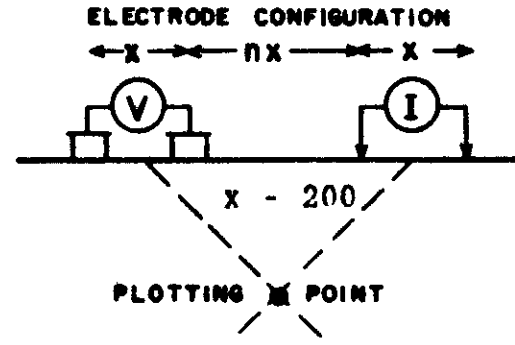 ELECTRODE CONFIGURATION
x nx x
V I
x - 200
PLOTTING POINT